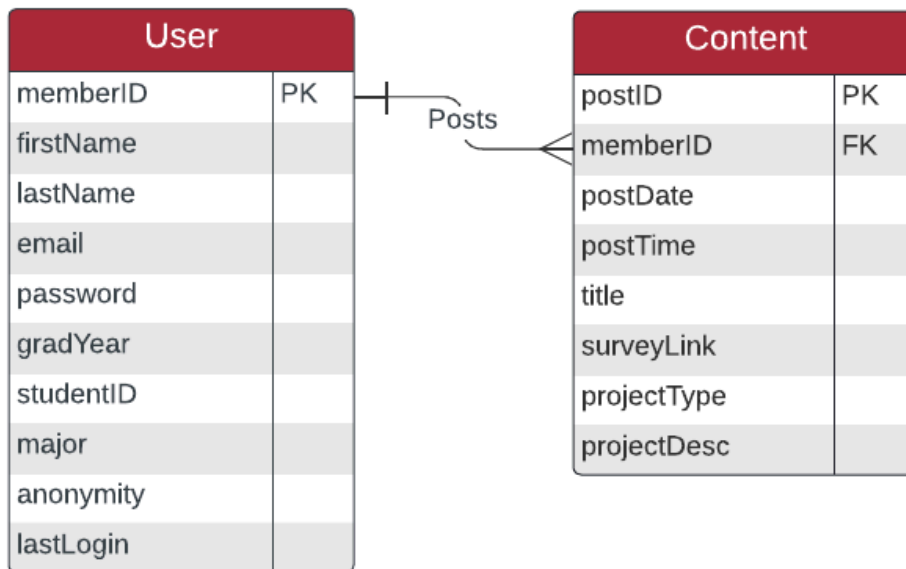 User
memberID PK
firstName
lastName
email
password
gradYear
studentID
major
anonymity
lastLogin
Posts
Content
postID PK
memberID FK
postDate
postTime
title
surveyLink
projectType
projectDesc